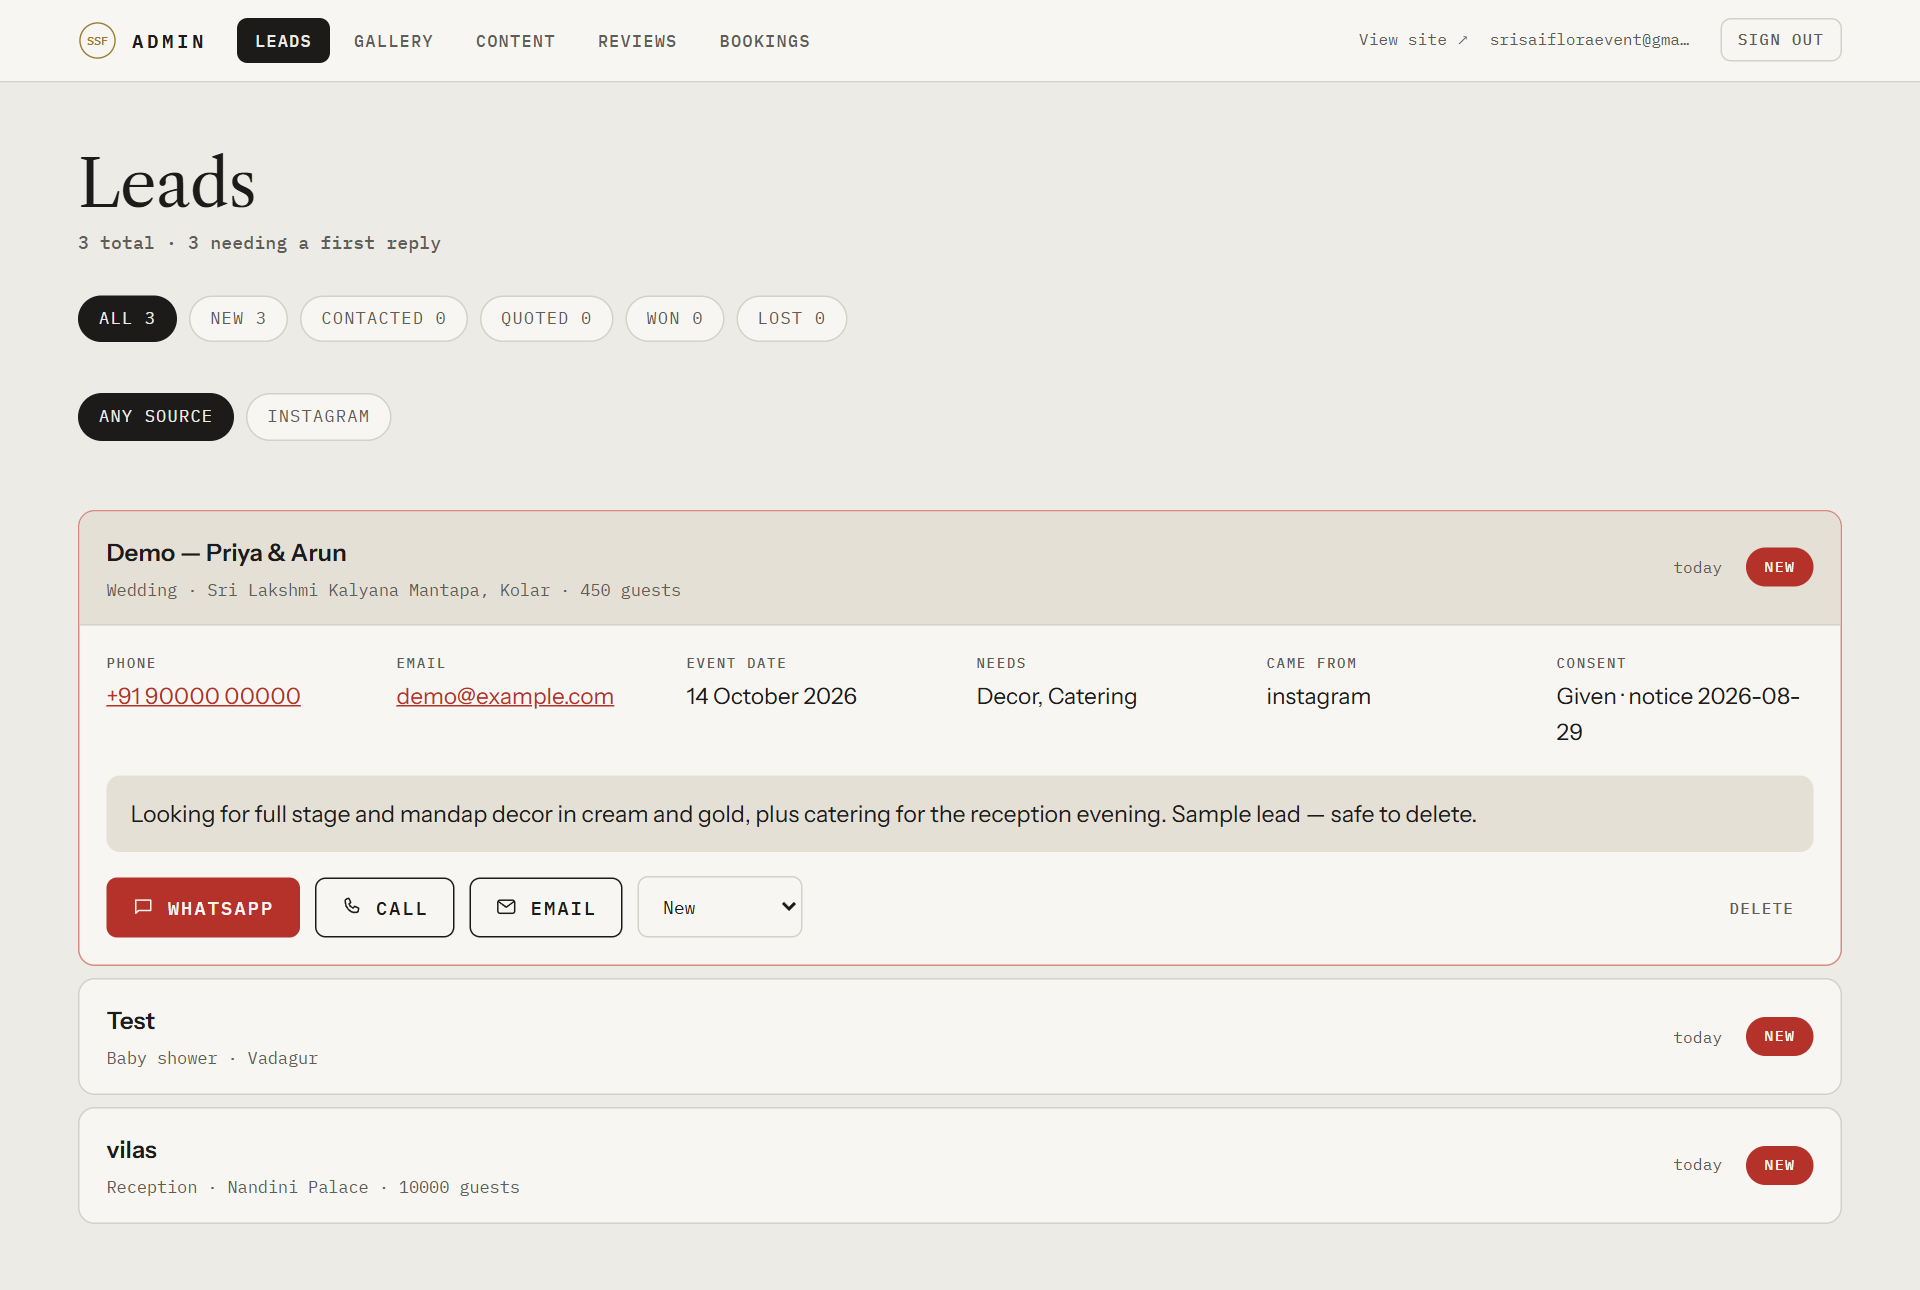 SSF ADMIN LEADS GALLERY CONTENT REVIEWS BOOKINGS View site ↗ srisaifloraevent@gma… SIGN OUT
Leads
3 total · 3 needing a first reply
ALL 3 NEW 3 CONTACTED 0 QUOTED 0 WON 0 LOST 0
ANY SOURCE INSTAGRAM
Demo — Priya & Arun
Wedding · Sri Lakshmi Kalyana Mantapa, Kolar · 450 guests
today NEW
PHONE EMAIL EVENT DATE NEEDS CAME FROM CONSENT
+91 90000 00000 demo@example.com 14 October 2026 Decor, Catering instagram Given · notice 2026-08-
29
Looking for full stage and mandap decor in cream and gold, plus catering for the reception evening. Sample lead — safe to delete.
WHATSAPP CALL EMAIL New DELETE
Test
Baby shower · Vadagur
today NEW
vilas
Reception · Nandini Palace · 10000 guests
today NEW